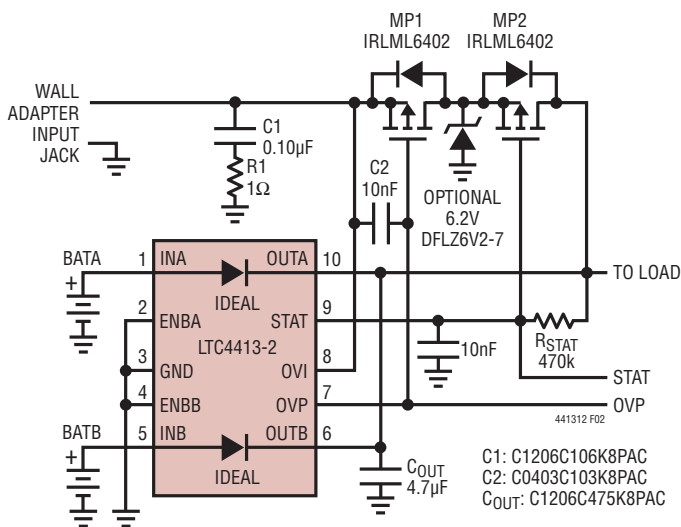 MP1
IRLML6402
MP2
IRLML6402
WALL
ADAPTER
INPUT
JACK
C1
0.10µF
R1
1Ω
C2
10nF
OPTIONAL
6.2V
DFLZ6V2-7
BATA
+
1
INA
OUTA
10
TO LOAD
IDEAL
2
ENBA
STAT
9
LTC4413-2
10nF
RSTAT
470k
3
GND
OVI
8
STAT
4
ENBB
OVP
7
OVP
441312 F02
BATB
+
5
INB
OUTB
6
IDEAL
COUT
4.7µF
C1: C1206C106K8PAC
C2: C0403C103K8PAC
COUT: C1206C475K8PAC